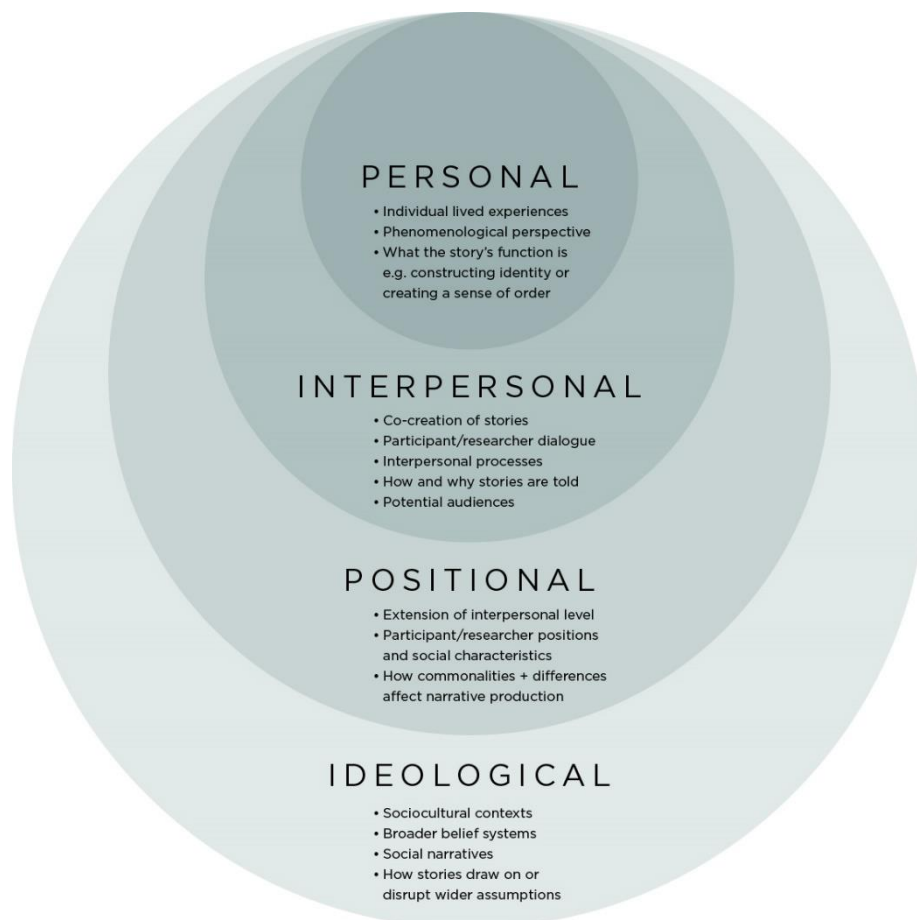 PERSONAL
• Individual lived experiences
• Phenomenological perspective
• What the story's function is
e.g. constructing identity or
creating a sense of order
INTERPERSONAL
• Co-creation of stories
• Participant/researcher dialogue
• Interpersonal processes
• How and why stories are told
• Potential audiences
POSITIONAL
• Extension of interpersonal level
• Participant/researcher positions
and social characteristics
• How commonalities + differences
affect narrative production
IDEOLOGICAL
• Sociocultural contexts
• Broader belief systems
• Social narratives
• How stories draw on or
disrupt wider assumptions